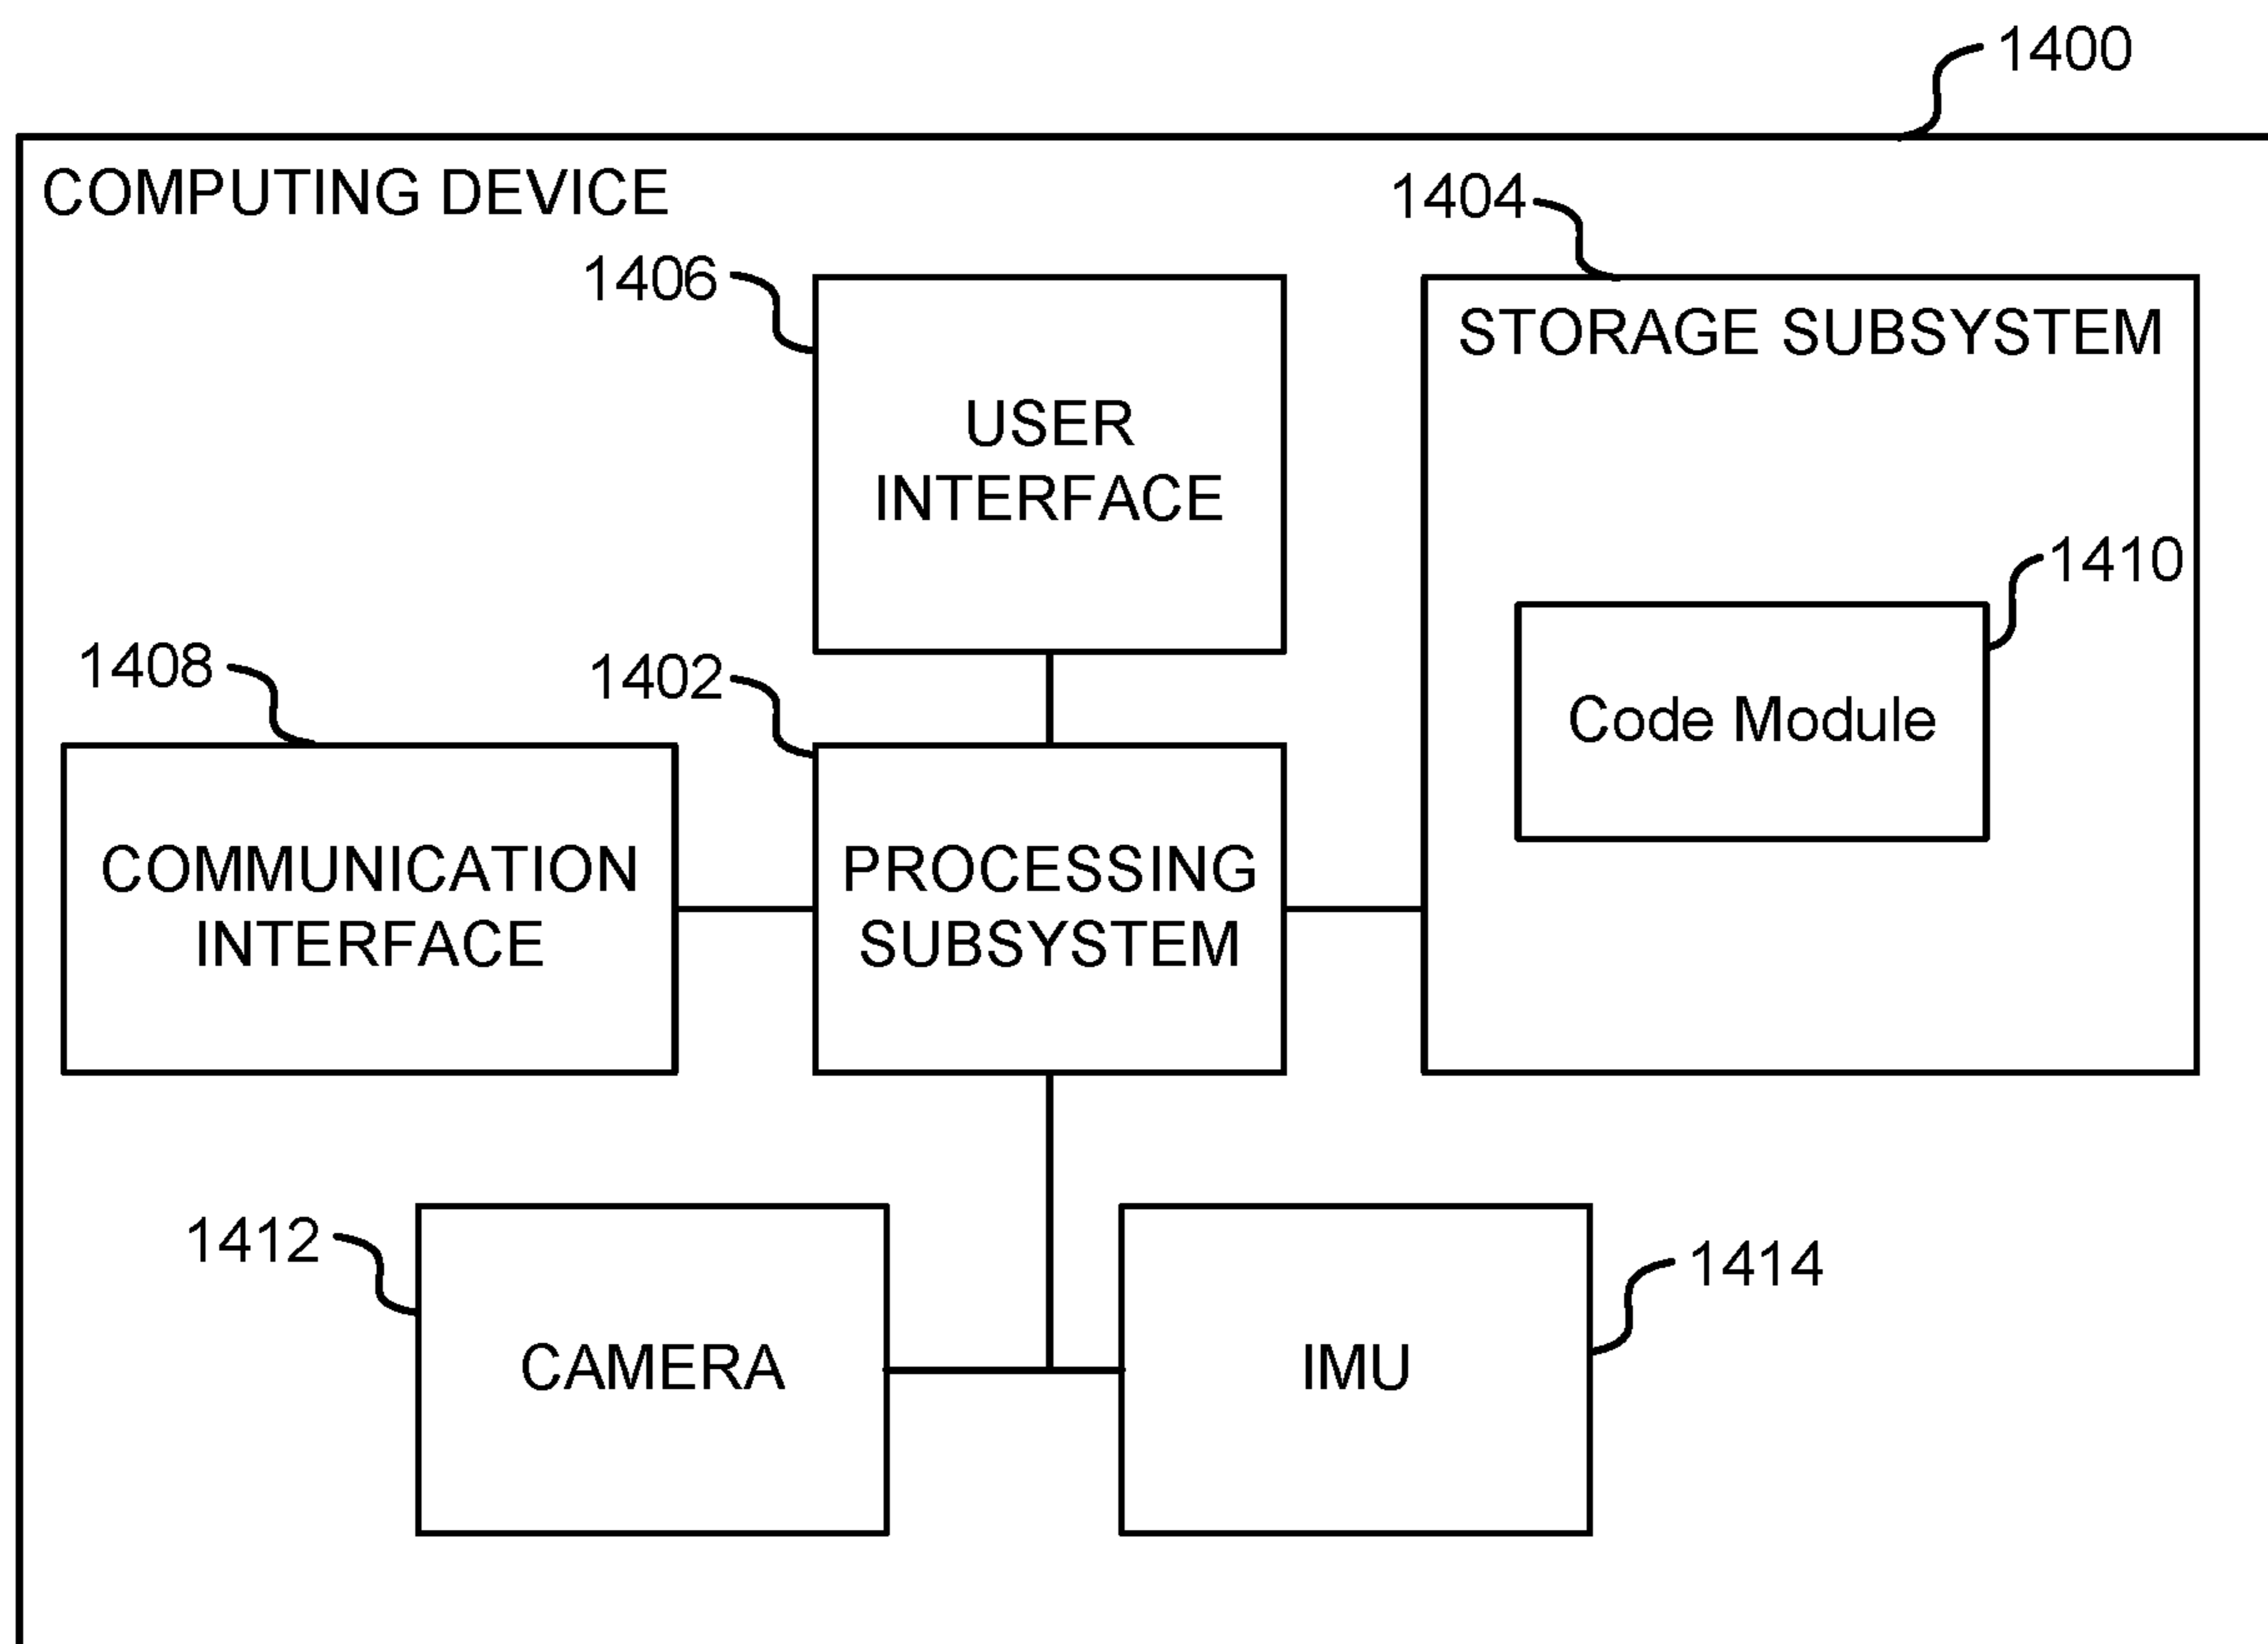 1400
COMPUTING DEVICE
1404
1406
STORAGE SUBSYSTEM
USER
INTERFACE
1410
1408
1402
Code Module
COMMUNICATION
INTERFACE
PROCESSING
SUBSYSTEM
1412
1414
CAMERA
IMU